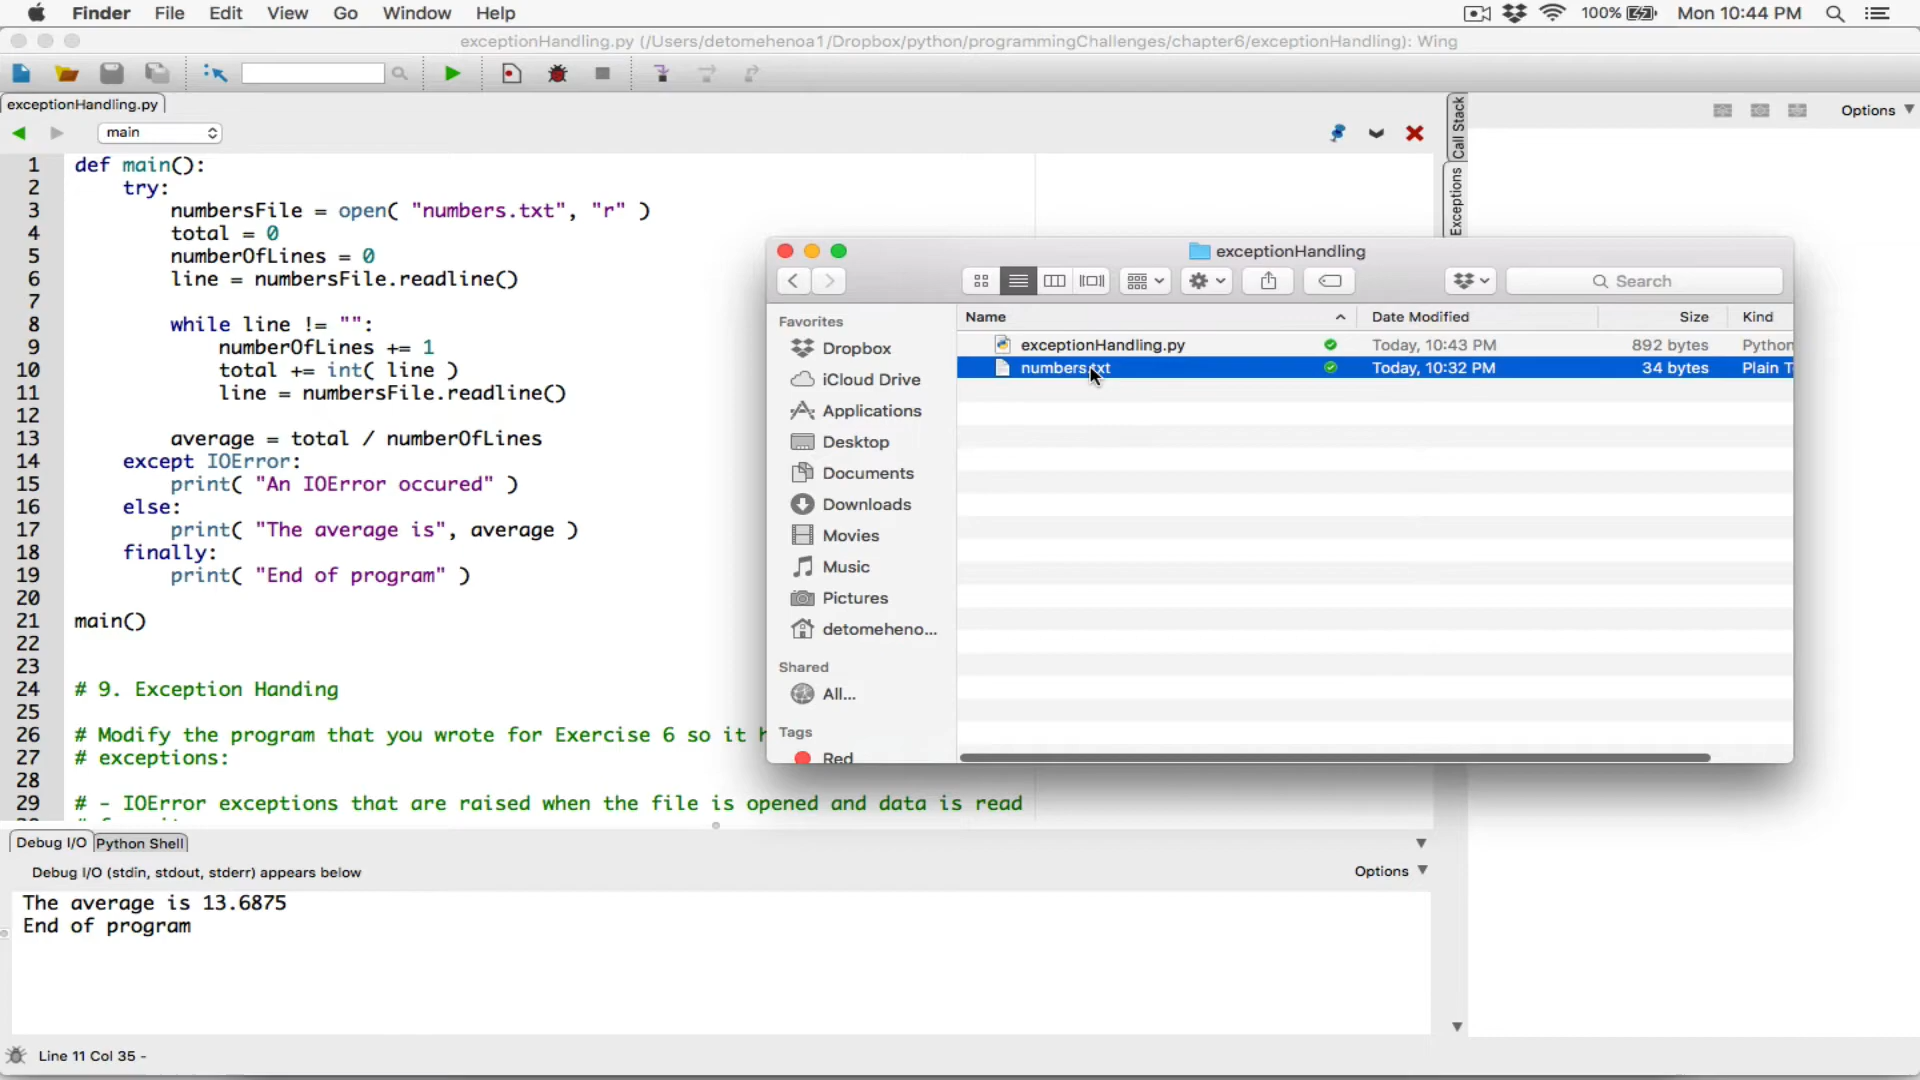 Finder File Edit View Go Window Help 100% Mon 10:44 PM
exceptionHandling.py (/Users/detomehenoa1/Dropbox/python/programmingChallenges/chapter6/exceptionHandling): Wing
exceptionHandling.py
main
Options
Call Stack
Exceptions
1 def main():
2 try:
3 numbersFile = open( "numbers.txt", "r" )
4 total = 0
5 numberOfLines = 0
6 line = numbersFile.readline()
7
8 while line != "":
9 numberOfLines += 1
10 total += int( line )
11 line = numbersFile.readline()
12
13 average = total / numberOfLines
14 except IOError:
15 print( "An IOError occured" )
16 else:
17 print( "The average is", average )
18 finally:
19 print( "End of program" )
20
21 main()
22
23
24 # 9. Exception Handing
25
26 # Modify the program that you wrote for Exercise 6 so it
27 # exceptions:
28
29 # - IOError exceptions that are raised when the file is opened and data is read
exceptionHandling
Search
Favorites
Dropbox
iCloud Drive
Applications
Desktop
Documents
Downloads
Movies
Music
Pictures
detomeheno...
Shared
All...
Tags
Red
Name Date Modified Size Kind
exceptionHandling.py Today, 10:43 PM 892 bytes Python
numbers.txt Today, 10:32 PM 34 bytes Plain T
Debug I/O Python Shell
Debug I/O (stdin, stdout, stderr) appears below Options
The average is 13.6875
End of program
Line 11 Col 35 -